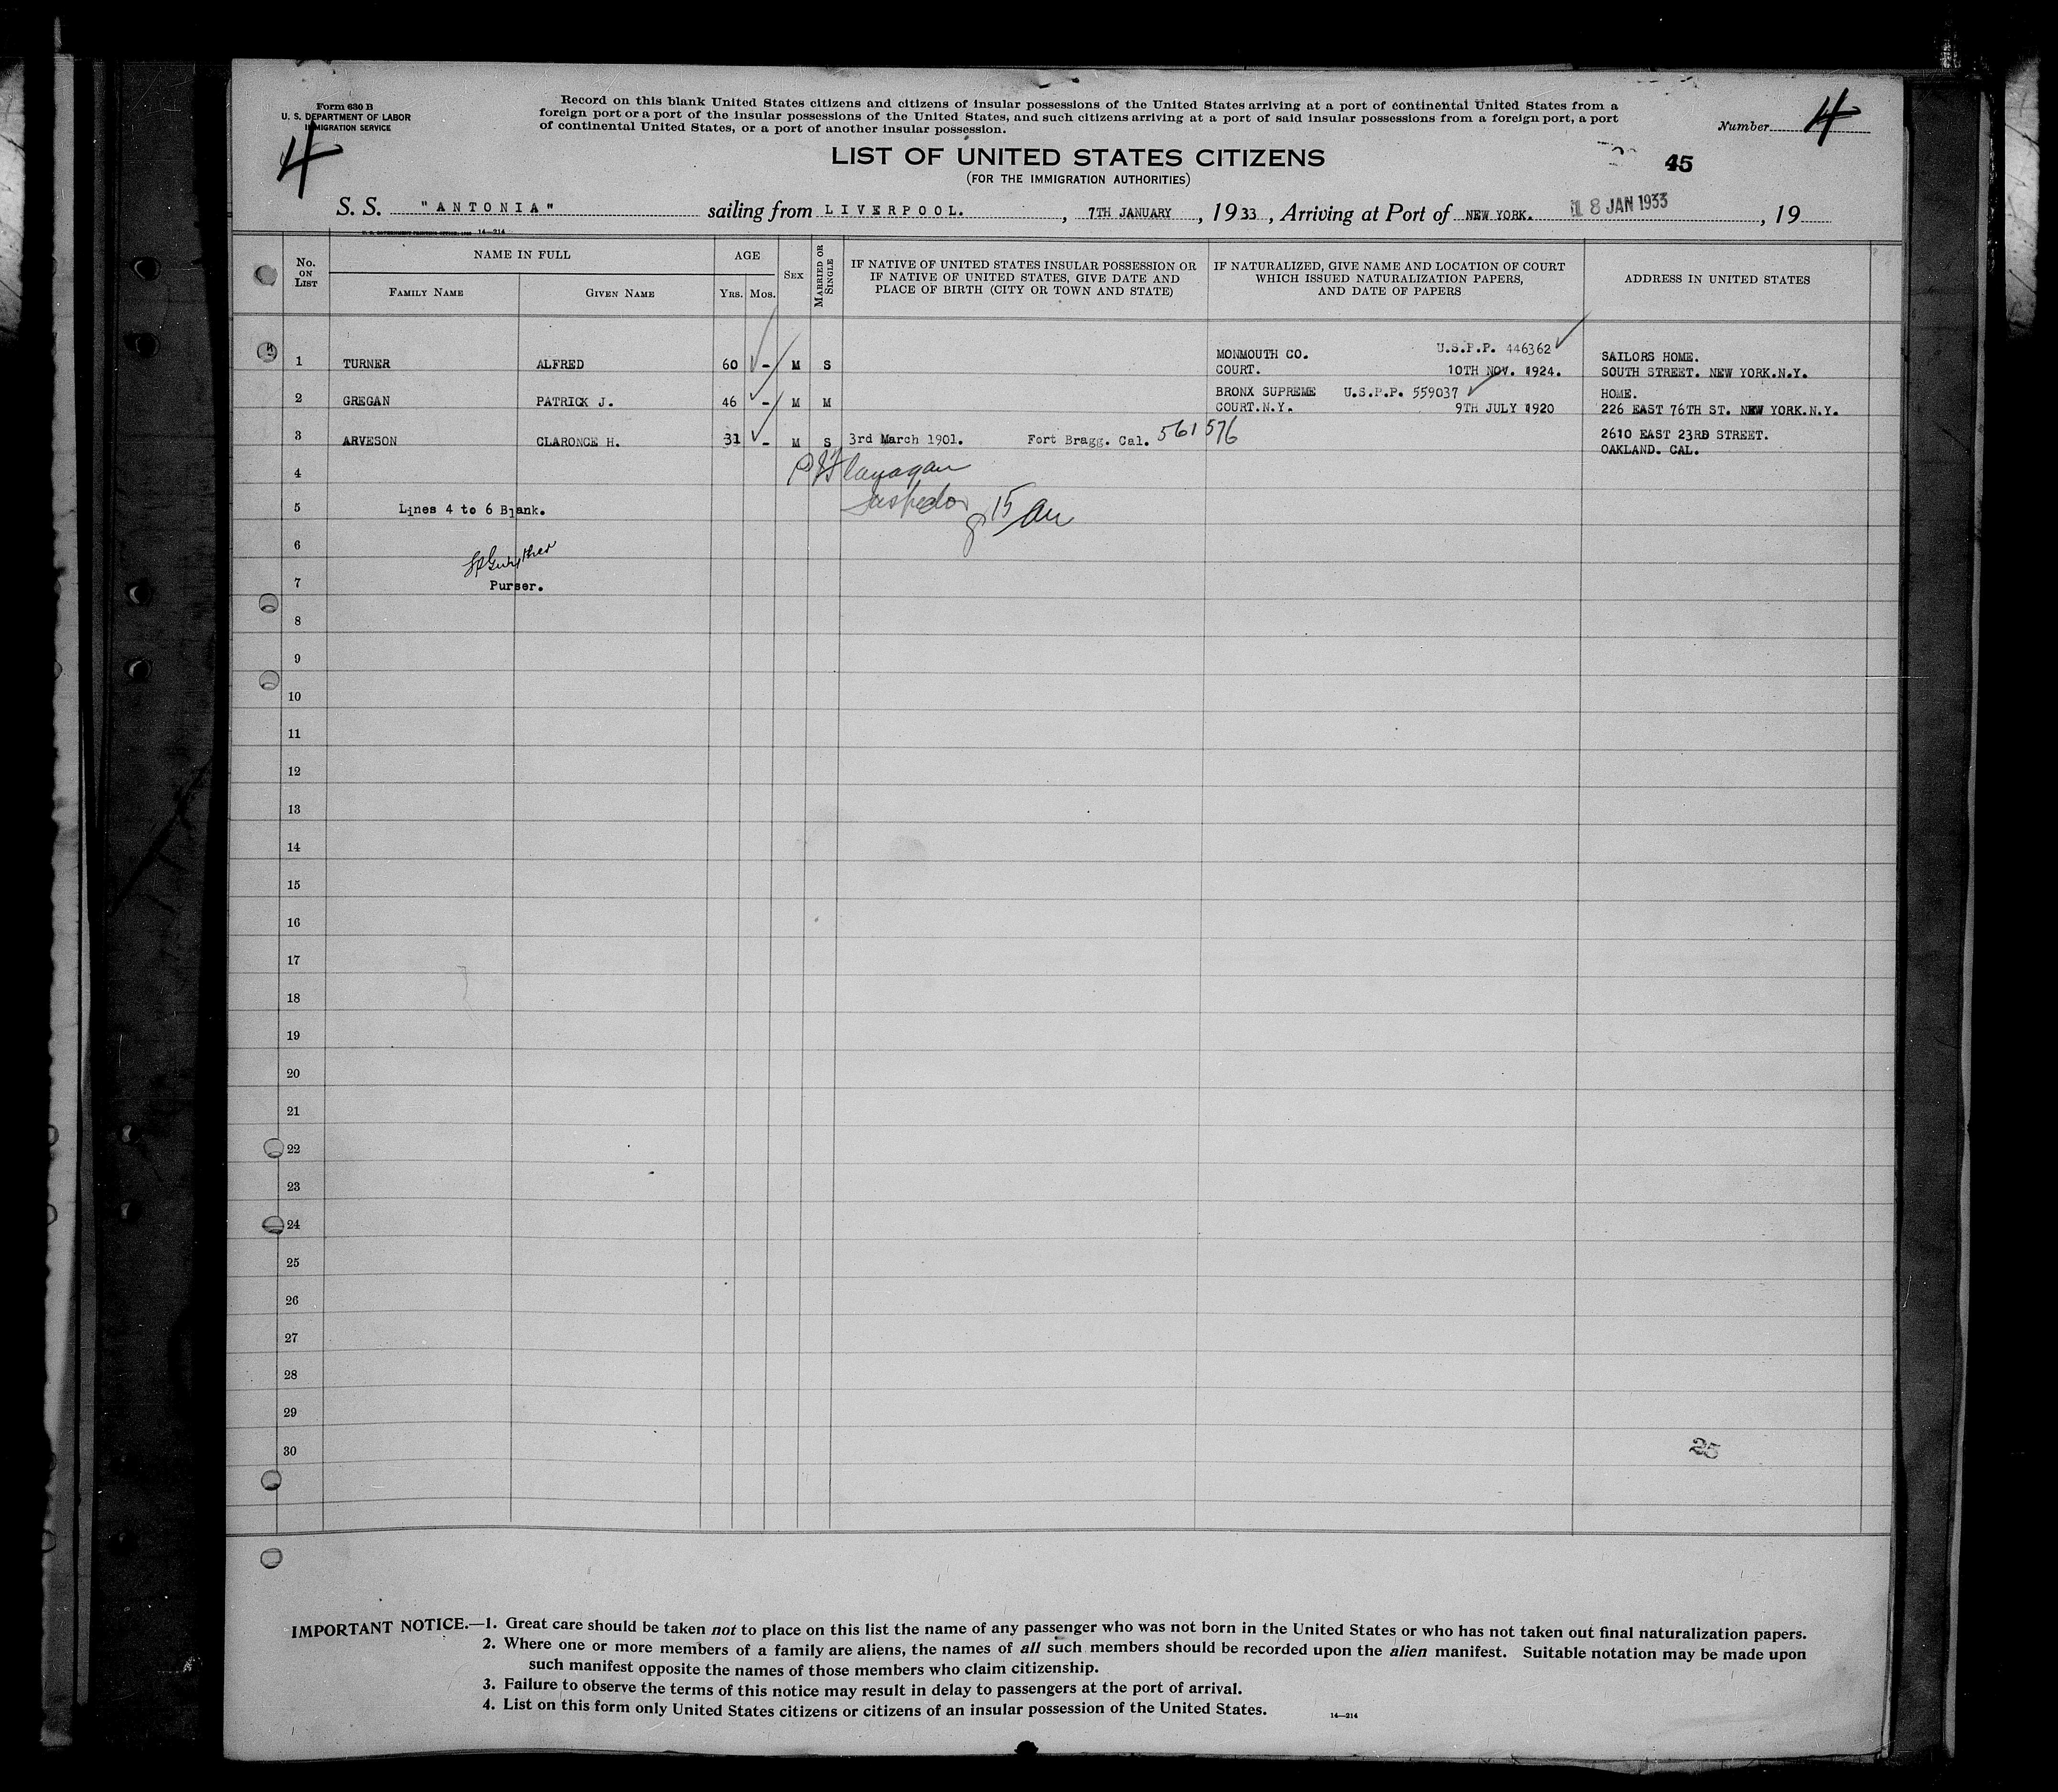 Form 630 B
U. S. DEPARTMENT OF LABOR
IMMIGRATION SERVICE
4
Record on this blank United States citizens and citizens of insular possessions of the United States arriving at a port of continental United States from a
foreign port or a port of the insular possessions of the United States, and such citizens arriving at a port of said insular possessions from a foreign port, a port
of continental United States, or a port of another insular possession.
Number 4
LIST OF UNITED STATES CITIZENS
(FOR THE IMMIGRATION AUTHORITIES)
45
S. S. "ANTONIA" sailing from LIVERPOOL. , 7TH JANUARY , 1933 , Arriving at Port of NEW YORK. 18 JAN 1933 , 19
14—214
No. ON LIST
NAME IN FULL
FAMILY NAME
GIVEN NAME
AGE
YRS. MOS.
SEX
MARRIED OR SINGLE
IF NATIVE OF UNITED STATES INSULAR POSSESSION OR
IF NATIVE OF UNITED STATES, GIVE DATE AND
PLACE OF BIRTH (CITY OR TOWN AND STATE)
IF NATURALIZED, GIVE NAME AND LOCATION OF COURT
WHICH ISSUED NATURALIZATION PAPERS,
AND DATE OF PAPERS
ADDRESS IN UNITED STATES
1 TURNER ALFRED 60 - M S MONMOUTH CO. U.S.P.P. 446362 SAILORS HOME.
COURT. 10TH NOV. 1924. SOUTH STREET. NEW YORK.N.Y.
2 GREGAN PATRICK J. 46 - M M BRONX SUPREME U.S.P.P. 559037 HOME.
COURT.N.Y. 9TH JULY 1920 226 EAST 76TH ST. NEW YORK.N.Y.
3 ARVESON CLARONCE H. 31 - M S 3rd March 1901. Fort Bragg. Cal. 561576 2610 EAST 23RD STREET.
OAKLAND. CAL.
4 Flanagan
Inspector
5 Lines 4 to 6 Blank.
15
6
7 Purser.
8
9
10
11
12
13
14
15
16
17
18
19
20
21
22
23
24
25
26
27
28
29
30
25
IMPORTANT NOTICE.—1. Great care should be taken not to place on this list the name of any passenger who was not born in the United States or who has not taken out final naturalization papers.
2. Where one or more members of a family are aliens, the names of all such members should be recorded upon the alien manifest. Suitable notation may be made upon
such manifest opposite the names of those members who claim citizenship.
3. Failure to observe the terms of this notice may result in delay to passengers at the port of arrival.
4. List on this form only United States citizens or citizens of an insular possession of the United States.
14—214